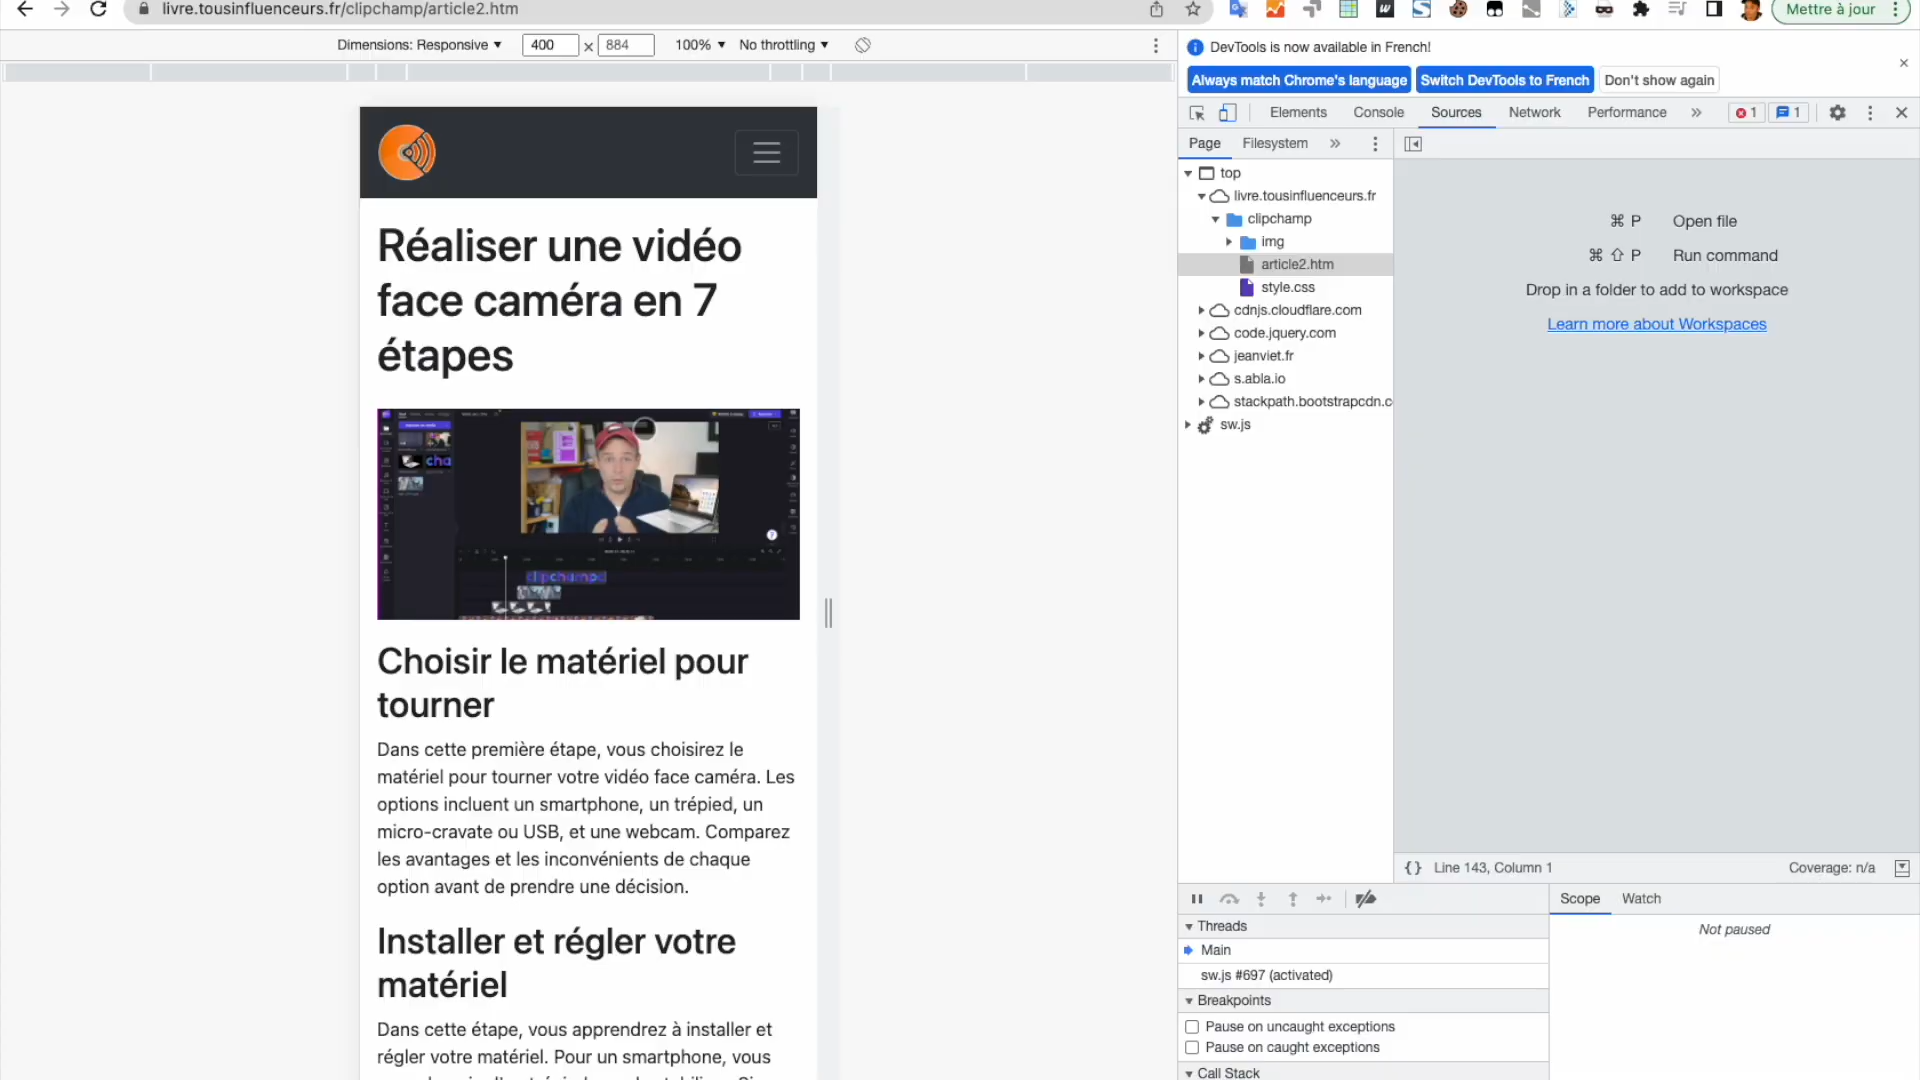 livre.tousinfluenceurs.fr/clipchamp/article2.htm
Mettre à jour
Dimensions: Responsive
400
×
884
100%
No throttling
DevTools is now available in French!
Always match Chrome's language
Switch DevTools to French
Don't show again
Elements
Console
Sources
Network
Performance
»
1
1
Page
Filesystem
»
top
livre.tousinfluenceurs.fr
clipchamp
img
article2.htm
style.css
cdnjs.cloudflare.com
code.jquery.com
jeanviet.fr
s.abla.io
stackpath.bootstrapcdn.c
sw.js
⌘ P Open file
⌘ ⇧ P Run command
Drop in a folder to add to workspace
Learn more about Workspaces
{ } Line 143, Column 1
Coverage: n/a
Threads
Main
sw.js #697 (activated)
Breakpoints
Pause on uncaught exceptions
Pause on caught exceptions
Call Stack
Scope
Watch
Not paused
Réaliser une vidéo
face caméra en 7
étapes
cha
clipchamp
Choisir le matériel pour
tourner
Dans cette première étape, vous choisirez le
matériel pour tourner votre vidéo face caméra. Les
options incluent un smartphone, un trépied, un
micro-cravate ou USB, et une webcam. Comparez
les avantages et les inconvénients de chaque
option avant de prendre une décision.
Installer et régler votre
matériel
Dans cette étape, vous apprendrez à installer et
régler votre matériel. Pour un smartphone, vous